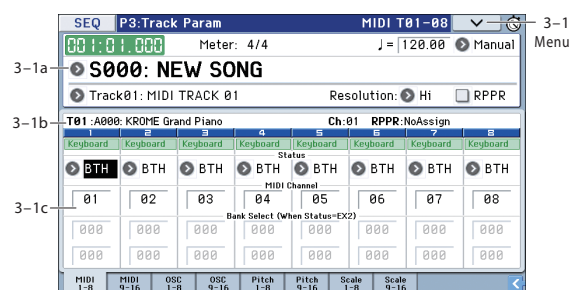 SEQ P3:Track Param MIDI T01-08
001:01.000 Meter: 4/4 ♩= 120.00 Manual
S000: NEW SONG
Track01: MIDI TRACK 01 Resolution: Hi RPPR
T01 :A000: KROME Grand Piano Ch:01 RPPR:NoAssign
1 2 3 4 5 6 7 8
Keyboard Keyboard Keyboard Keyboard Keyboard Keyboard Keyboard Keyboard
Status
BTH BTH BTH BTH BTH BTH BTH BTH
MIDI Channel
01 02 03 04 05 06 07 08
Bank Select (When Status=EX2)
000 000 000 000 000 000 000 000
000 000 000 000 000 000 000 000
MIDI 1-8 MIDI 9-16 OSC 1-8 OSC 9-16 Pitch 1-8 Pitch 9-16 Scale 1-8 Scale 9-16
3-1
Menu
3-1a
3-1b
3-1c